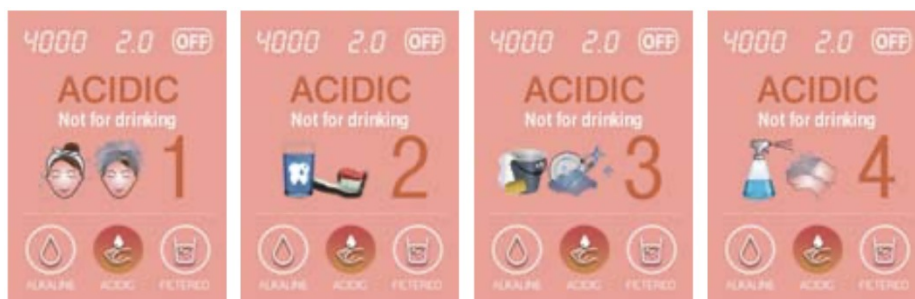 4000 2.0 OFF
ACIDIC
Not for drinking
1
ALKALINE ACIDIC FILTERED
4000 2.0 OFF
ACIDIC
Not for drinking
2
ALKALINE ACIDIC FILTERED
4000 2.0 OFF
ACIDIC
Not for drinking
3
ALKALINE ACIDIC FILTERED
4000 2.0 OFF
ACIDIC
Not for drinking
4
ALKALINE ACIDIC FILTERED